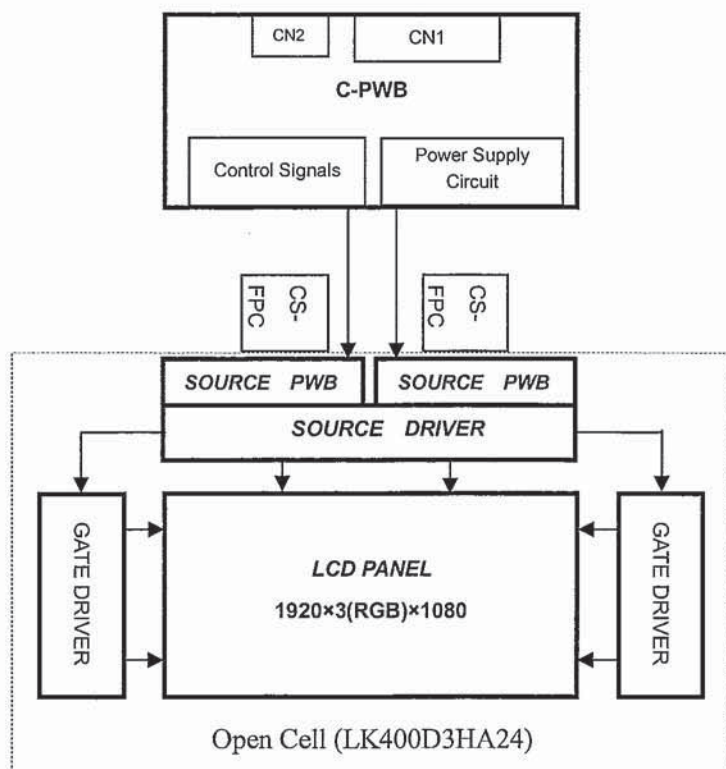 CN2
CN1
C-PWB
Control Signals
Power Supply
Circuit
CS-
FPC
CS-
FPC
SOURCE PWB
SOURCE PWB
SOURCE DRIVER
GATE DRIVER
LCD PANEL
1920×3(RGB)×1080
GATE DRIVER
Open Cell (LK400D3HA24)